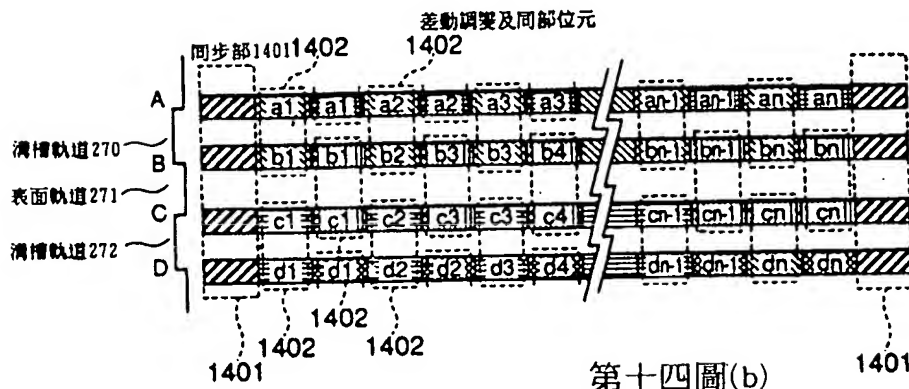 差動調變及同部位元
同步部1401 1402 1402
A a1 a1 a2 a2 a3 a3 an-1 an-1 an an
溝槽軌道270
B b1 b1 b2 b3 b3 b4 bn-1 bn-1 bn bn
表面軌道271
C c1 c1 c2 c3 c3 c4 cn-1 cn-1 cn cn
溝槽軌道272
D d1 d1 d2 d2 d3 d4 dn-1 dn-1 dn dn
1402
1402 1402
1401 1401
第十四圖(b)